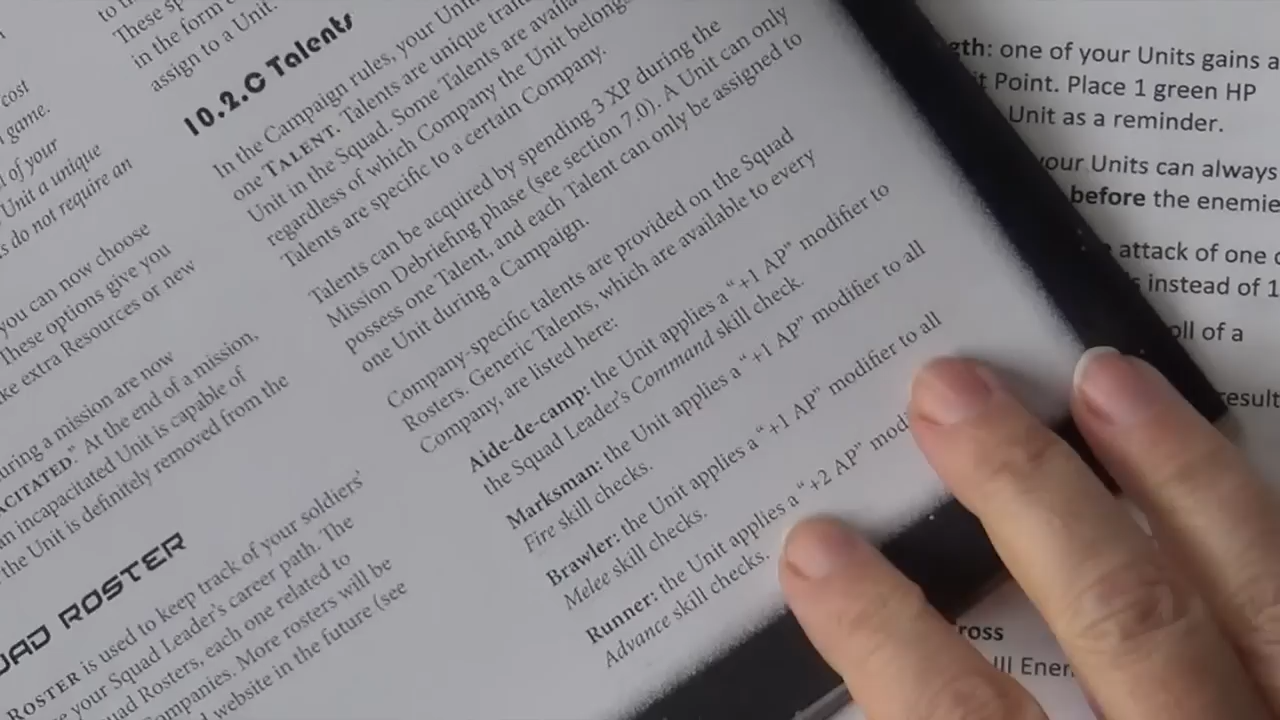 to
These sp
in the form
assign to a Unit.
cost
game.
l of your
Unit a unique
s do not require an
you can now choose
These options give you
ke extra Resources or new
uring a mission are now
ACITATED." At the end of a mission,
an incapacitated Unit is capable of
the Unit is definitely removed from the
OAD ROSTER
ROSTER is used to keep track of your soldiers'
e your Squad Leader's career path. The
uad Rosters, each one related to
ompanies. More rosters will be
website in the future (see
10.2.C Talents
In the Campaign rules, your Unit
one TALENT. Talents are unique trait
Unit in the Squad. Some Talents are availa
regardless of which Company the Unit belong
Talents are specific to a certain Company.
Talents can be acquired by spending 3 XP during the
Mission Debriefing phase (see section 7.0). A Unit can only
possess one Talent, and each Talent can only be assigned to
one Unit during a Campaign.
Company-specific talents are provided on the Squad
Rosters. Generic Talents, which are available to every
Company, are listed here:
Aide-de-camp: the Unit applies a “+1 AP” modifier to
the Squad Leader's Command skill check.
Marksman: the Unit applies a “+1 AP” modifier to all
Fire skill checks.
Brawler: the Unit applies a “+1 AP” modifier to all
Melee skill checks.
Runner: the Unit applies a “+2 AP” modi
Advance skill checks.
gth: one of your Units gains a
it Point. Place 1 green HP
Unit as a reminder.
your Units can always
before the enemie
attack of one o
s instead of 1
oll of a
result
ross
Ill Enem